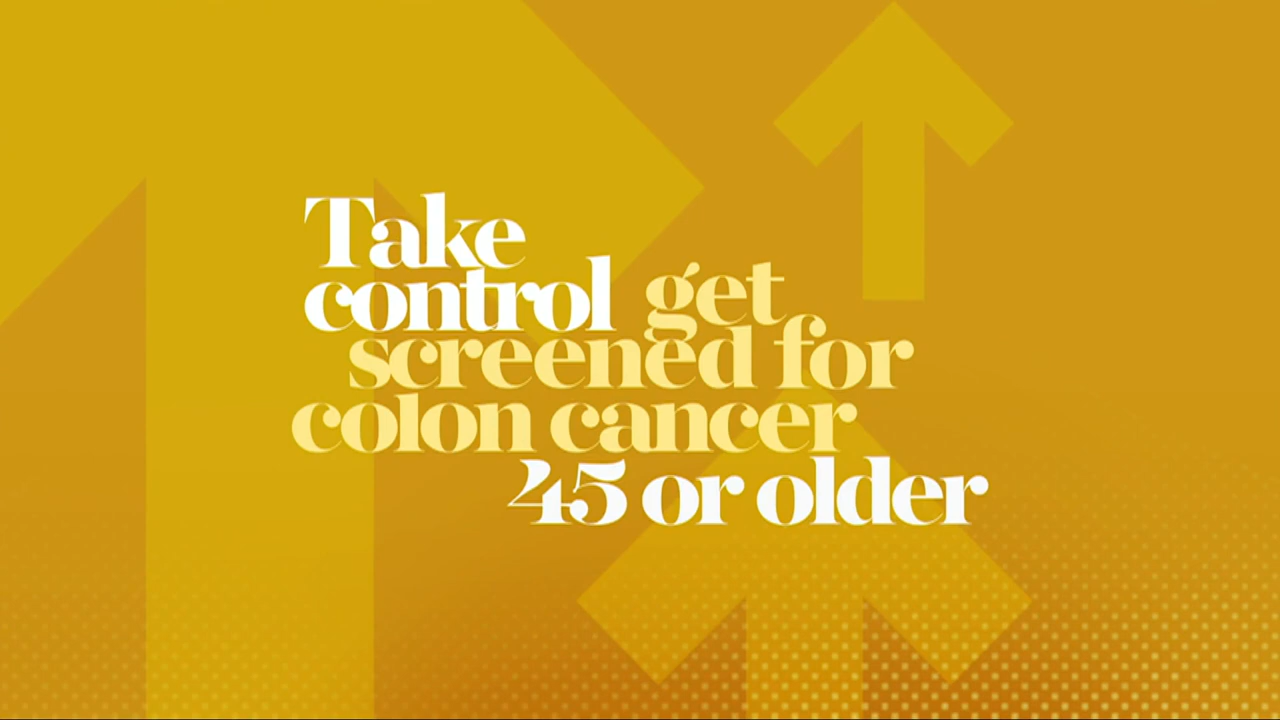 Take
control get
screened for
colon cancer
45 or older